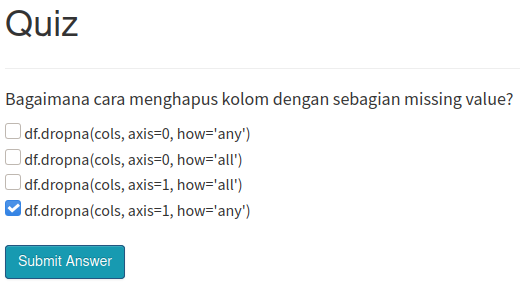 Quiz
Bagaimana cara menghapus kolom dengan sebagian missing value?
df.dropna(cols, axis=0, how='any')
df.dropna(cols, axis=0, how='all')
df.dropna(cols, axis=1, how='all')
df.dropna(cols, axis=1, how='any')
Submit Answer